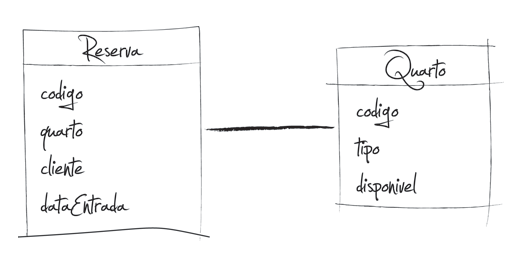 Reserva
codigo
quarto
cliente
dataEntrada
Quarto
codigo
tipo
disponivel